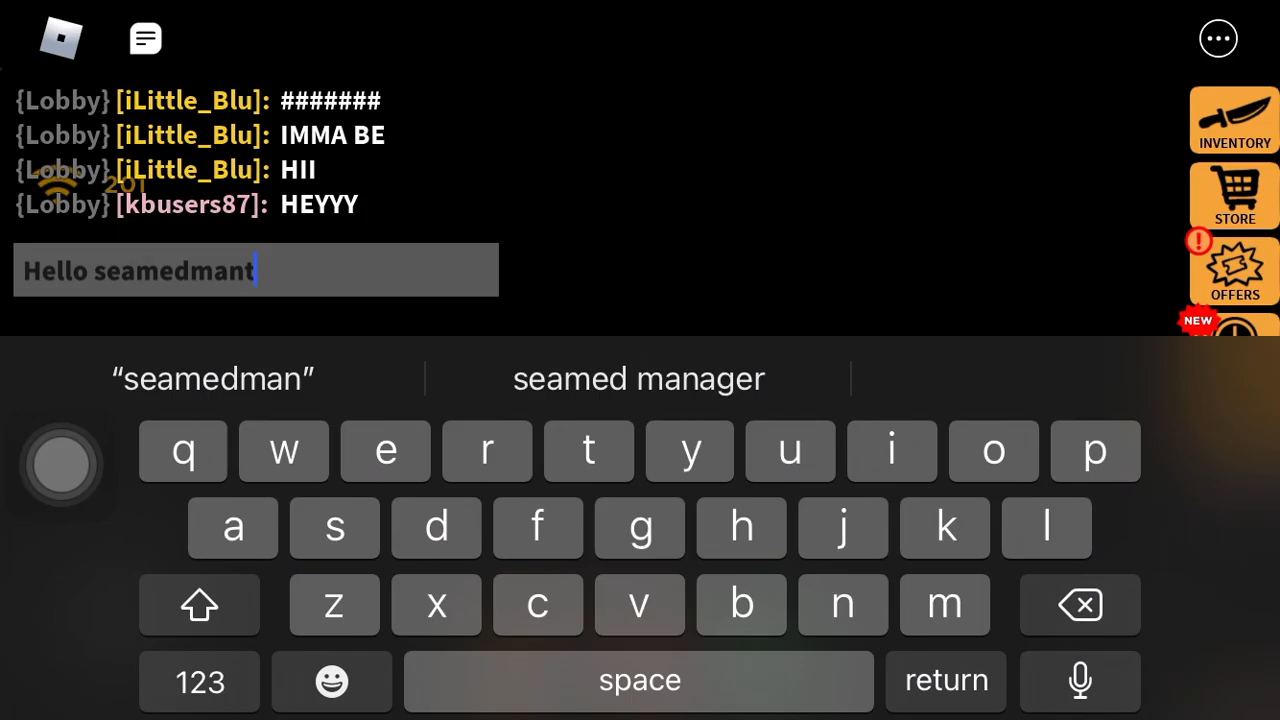 {Lobby} [iLittle_Blu]: #######
{Lobby} [iLittle_Blu]: IMMA BE
{Lobby} [iLittle_Blu]: HII
201
{Lobby} [kbusers87]: HEYYY
Hello seamedmant
INVENTORY
STORE
!
OFFERS
NEW
“seamedman” seamed manager
q w e r t y u i o p
a s d f g h j k l
z x c v b n m
123 space return